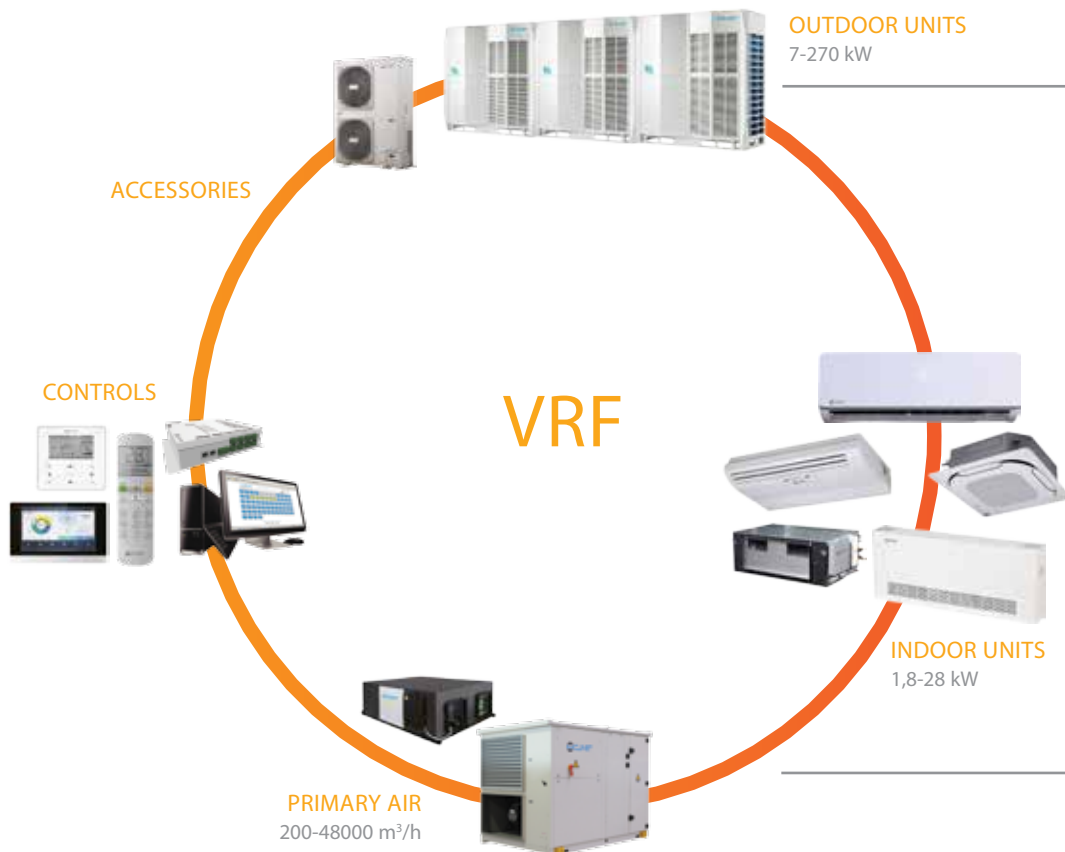 OUTDOOR UNITS
7-270 kW
ACCESSORIES
CONTROLS
VRF
INDOOR UNITS
1,8-28 kW
PRIMARY AIR
200-48000 m³/h